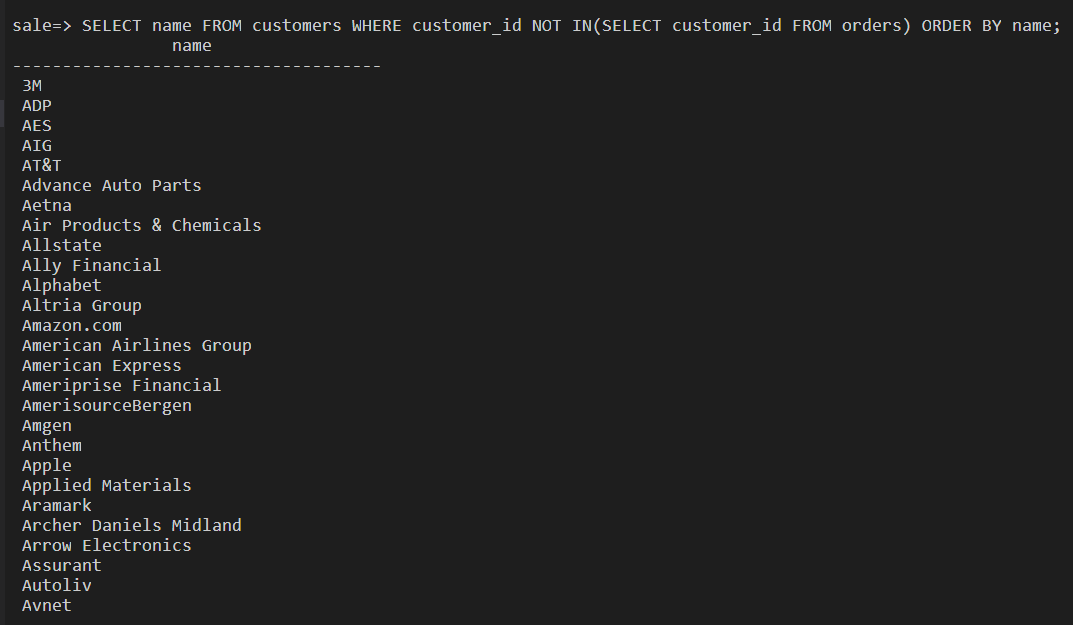 sale=> SELECT name FROM customers WHERE customer_id NOT IN(SELECT customer_id FROM orders) ORDER BY name;
name
-------------------------------------
3M
ADP
AES
AIG
AT&T
Advance Auto Parts
Aetna
Air Products & Chemicals
Allstate
Ally Financial
Alphabet
Altria Group
Amazon.com
American Airlines Group
American Express
Ameriprise Financial
AmerisourceBergen
Amgen
Anthem
Apple
Applied Materials
Aramark
Archer Daniels Midland
Arrow Electronics
Assurant
Autoliv
Avnet